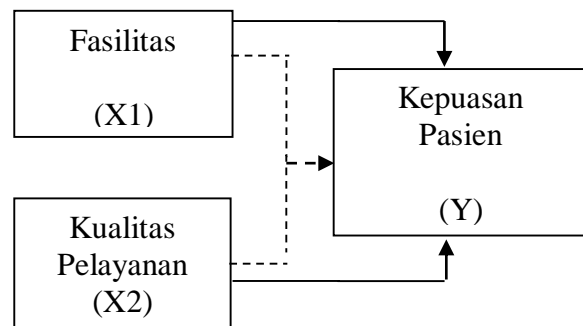 Fasilitas
(X1)
Kualitas
Pelayanan
(X2)
Kepuasan
Pasien
(Y)